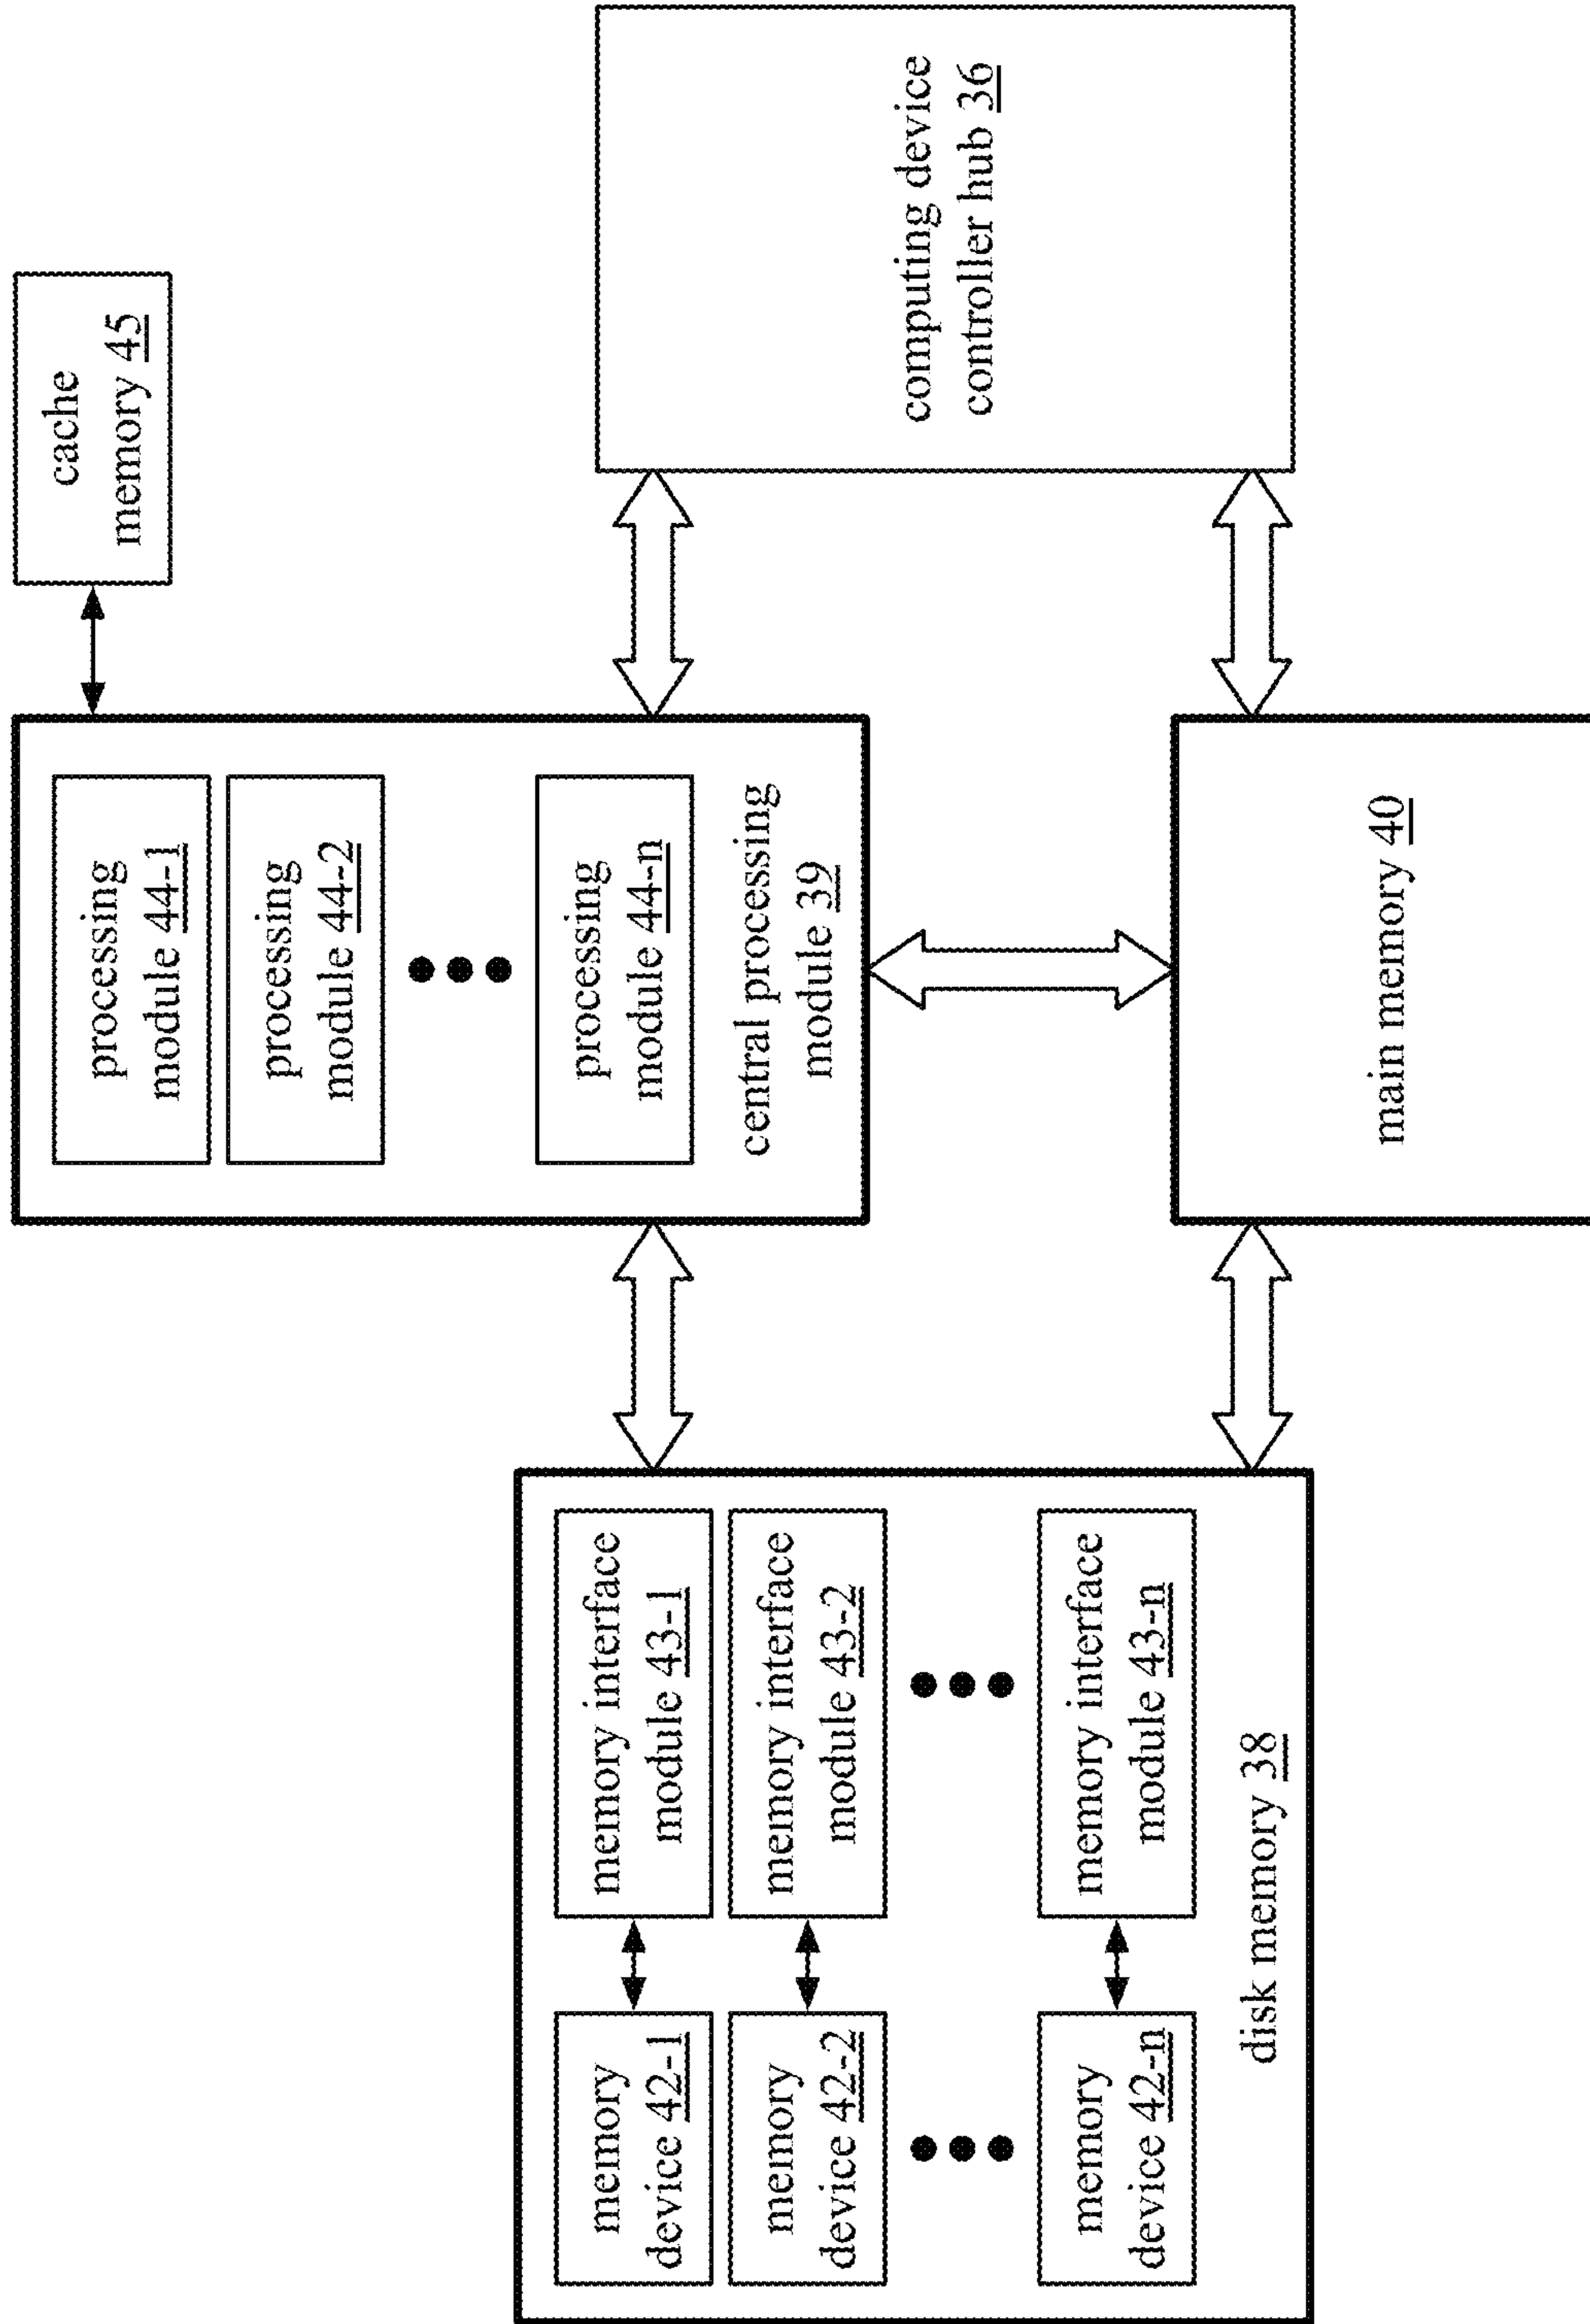 memory
device 42-1
memory interface
module 43-1
memory
device 42-2
memory interface
module 43-2
memory
device 42-n
memory interface
module 43-n
disk memory 38
processing
module 44-1
processing
module 44-2
processing
module 44-n
central processing
module 39
cache
memory 45
main memory 40
computing device
controller hub 36